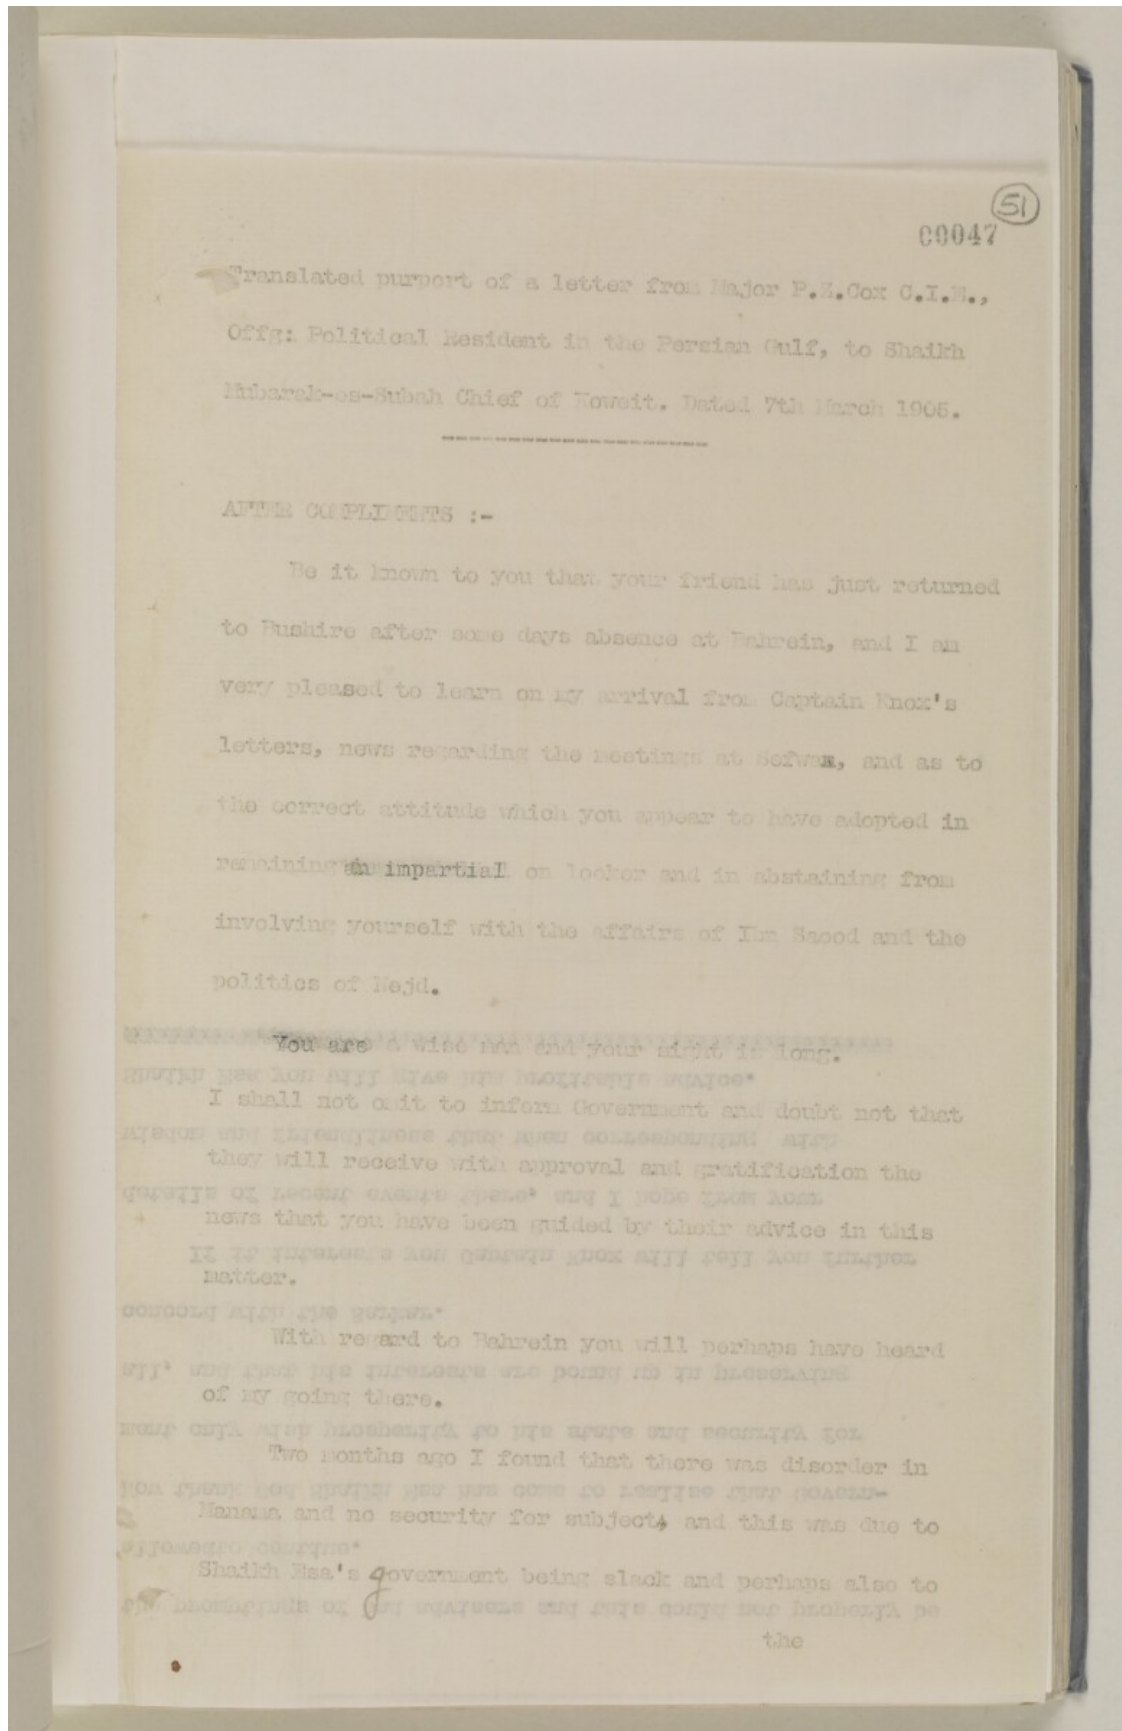 51
00047
Translated purport of a letter from Major P.Z.Cox C.I.E.,
Offg: Political Resident in the Persian Gulf, to Shaikh
Mubarak-es-Subah Chief of Koweit. Dated 7th March 1905.
AFTER COMPLIMENTS :-
Be it known to you that your friend has just returned
to Bushire after some days absence at Bahrein, and I am
very pleased to learn on my arrival from Captain Knox's
letters, news regarding the meetings at Sefwan, and as to
the correct attitude which you appear to have adopted in
remaining an impartial on looker and in abstaining from
involving yourself with the affairs of Ibn Saood and the
politics of Nejd.
You are a wise man and your sight is long.
I shall not omit to inform Government and doubt not that
they will receive with approval and gratification the
news that you have been guided by their advice in this
matter.
With regard to Bahrein you will perhaps have heard
of my going there.
Two months ago I found that there was disorder in
Manama and no security for subject, and this was due to
Shaikh Esa's government being slack and perhaps also to
the